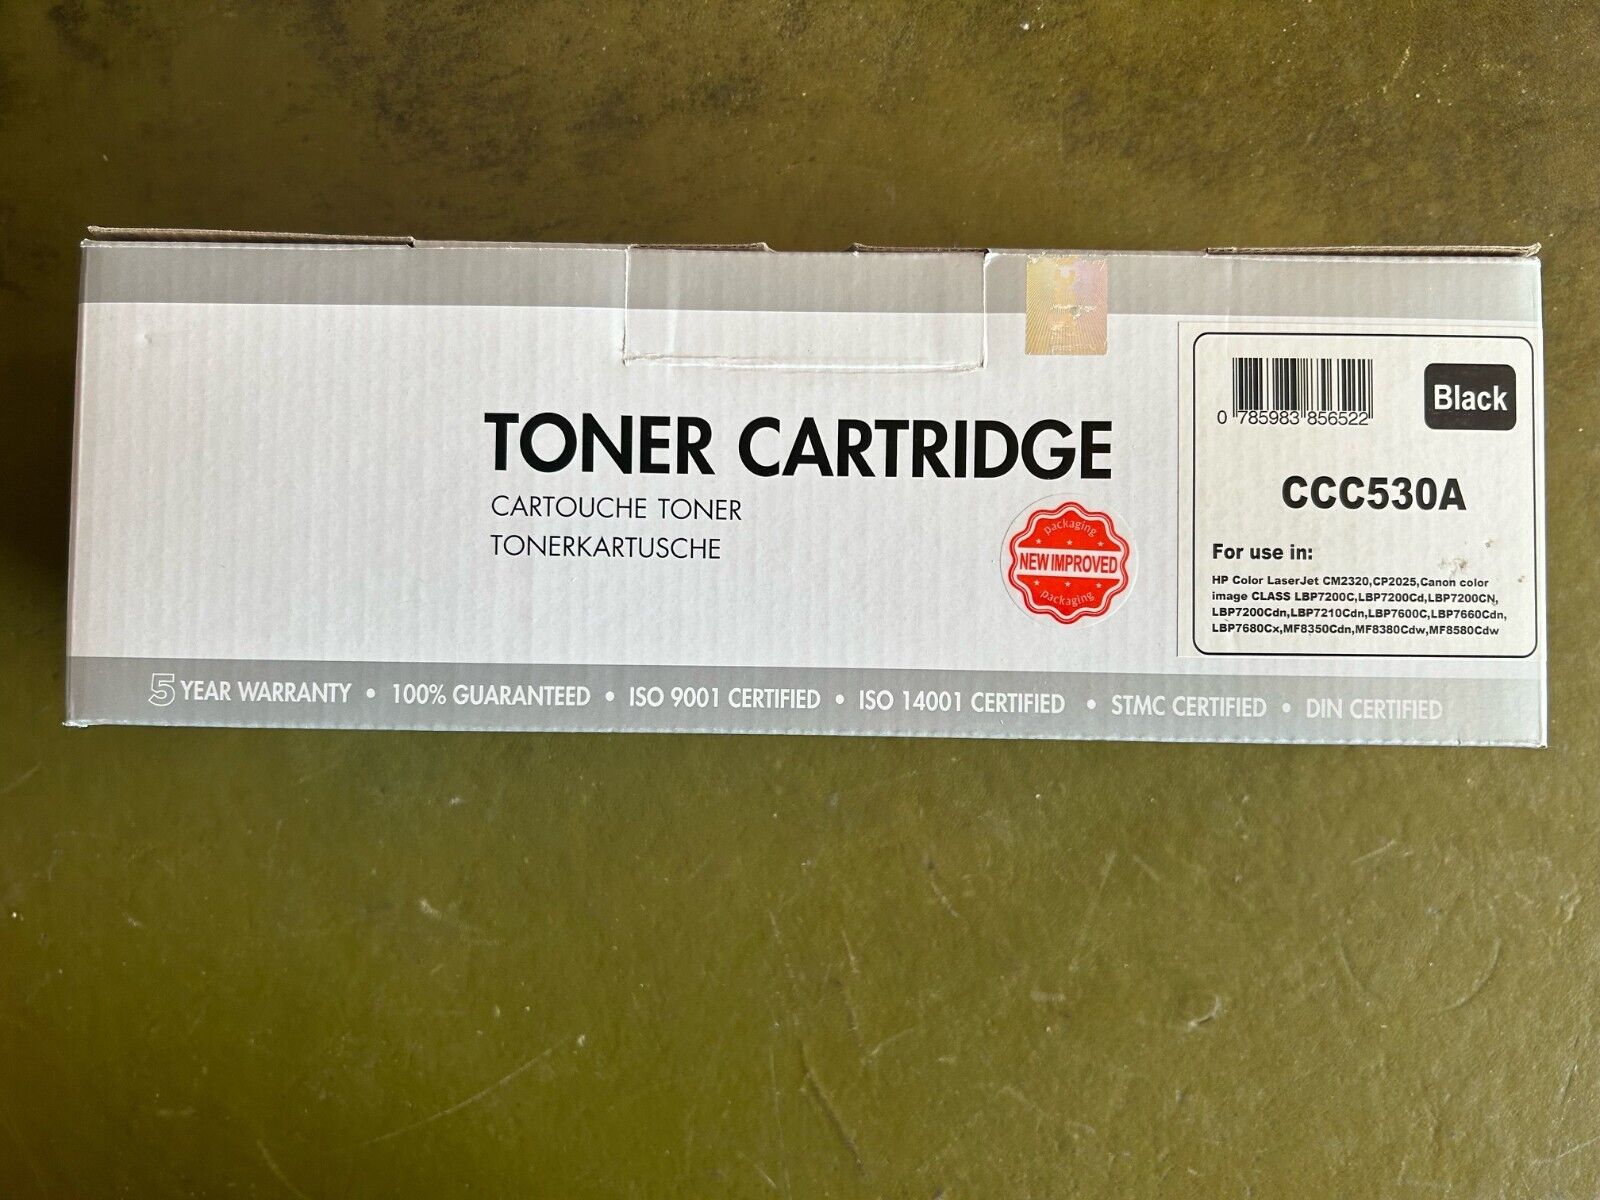 TONER CARTRIDGE
CARTOUCHE TONER
TONERKARTUSCHE
packaging
NEW IMPROVED
packaging
0 785983 856522
Black
CCC530A
For use in:
HP Color LaserJet CM2320,CP2025,Canon color
image CLASS LBP7200C,LBP7200Cd,LBP7200CN,
LBP7200Cdn,LBP7210Cdn,LBP7600C,LBP7660Cdn,
LBP7680Cx,MF8350Cdn,MF8380Cdw,MF8580Cdw
5 YEAR WARRANTY • 100% GUARANTEED • ISO 9001 CERTIFIED • ISO 14001 CERTIFIED • STMC CERTIFIED • DIN CERTIFIED